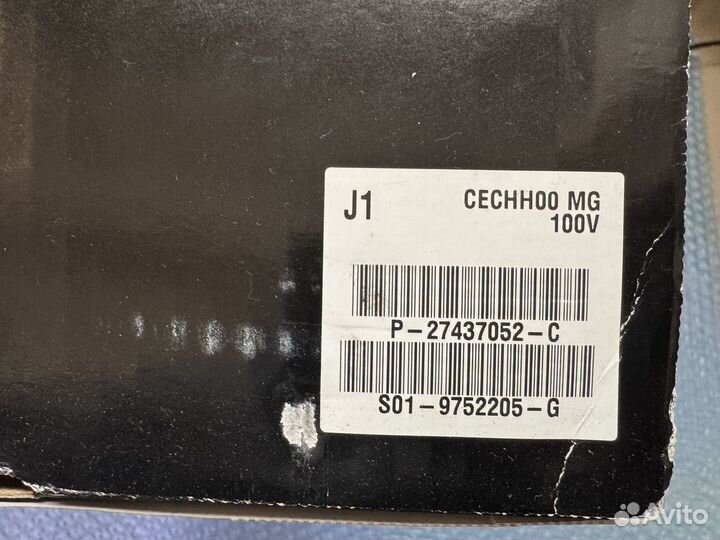 J1
CECHH00 MG
100V
P-27437052-C
S01-9752205-G
Avito